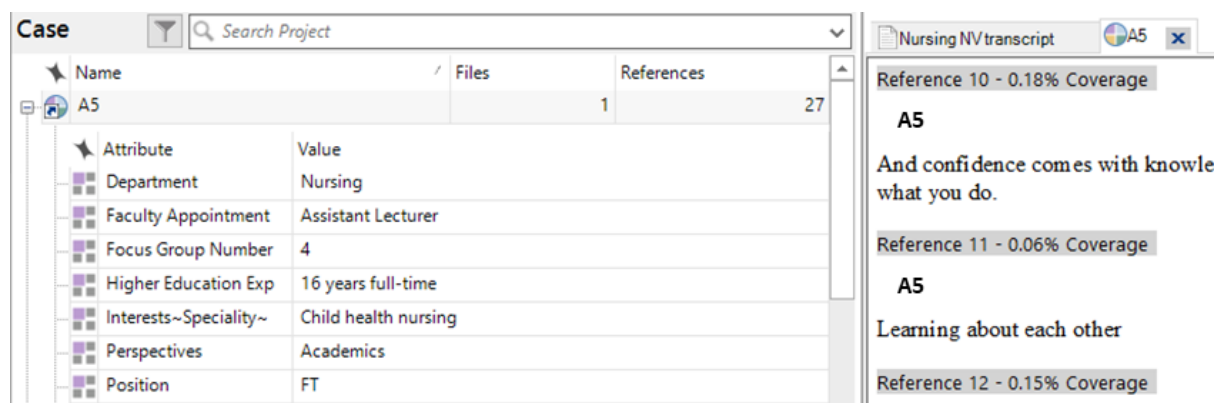 Case
Search Project
Name Files References
A5 1 27
Attribute Value
Department Nursing
Faculty Appointment Assistant Lecturer
Focus Group Number 4
Higher Education Exp 16 years full-time
Interests~Speciality~ Child health nursing
Perspectives Academics
Position FT
Nursing NV transcript A5 x
Reference 10 - 0.18% Coverage
A5
And confidence comes with knowle
what you do.
Reference 11 - 0.06% Coverage
A5
Learning about each other
Reference 12 - 0.15% Coverage